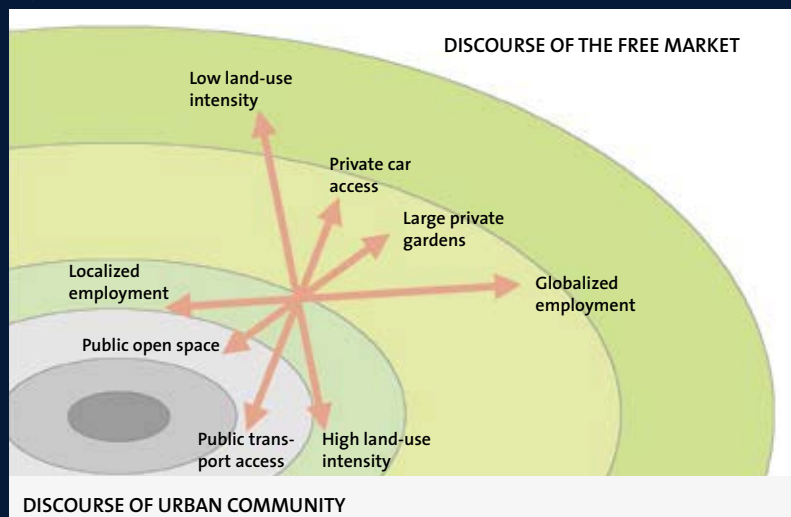 DISCOURSE OF THE FREE MARKET
Low land-use
intensity
Private car
access
Large private
gardens
Localized
employment
Globalized
employment
Public open space
Public trans-
port access
High land-use
intensity
DISCOURSE OF URBAN COMMUNITY